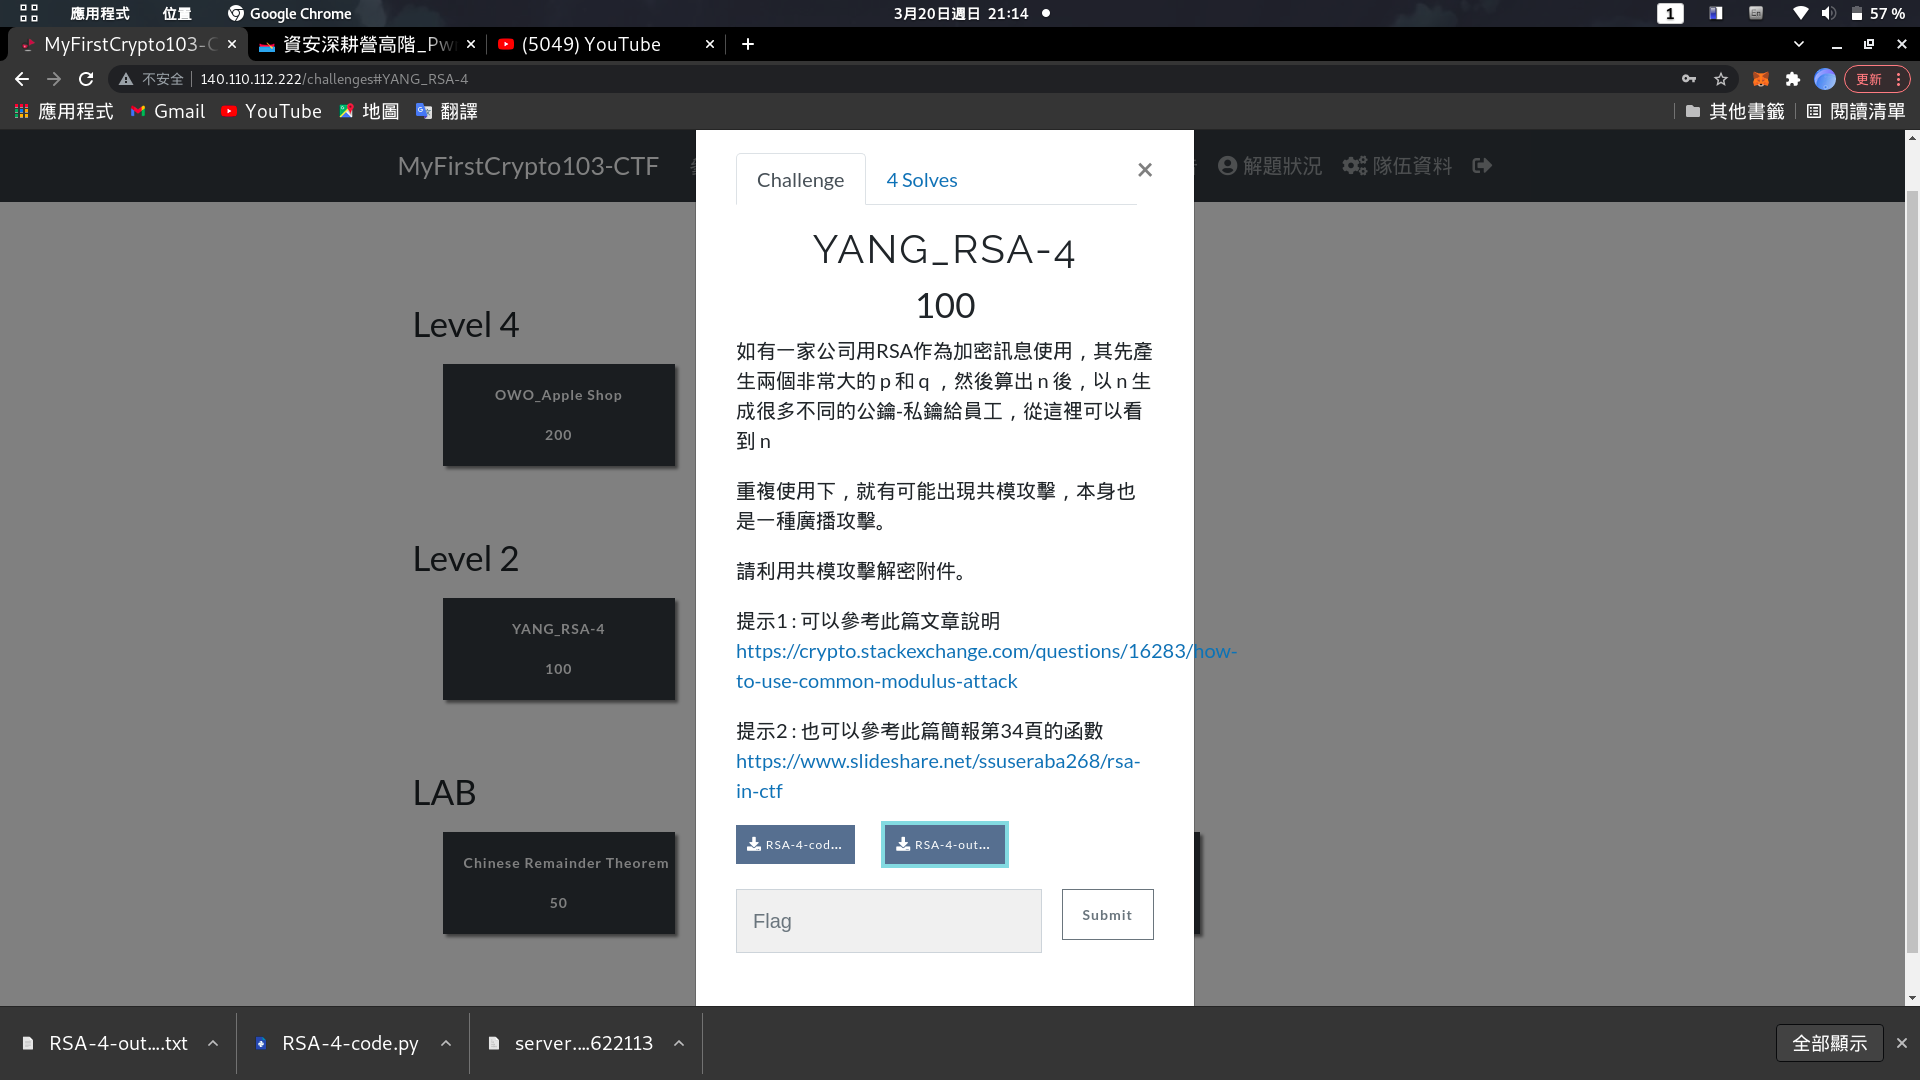 應用程式 位置 Google Chrome 3月20日週日 21:14 1 En 57 %
MyFirstCrypto103-C 資安深耕營高階_Pw (5049) YouTube
不安全 140.110.112.222/challenges#YANG_RSA-4 更新
應用程式 Gmail YouTube 地圖 翻譯 其他書籤 閱讀清單
MyFirstCrypto103-CTF 解題狀況 隊伍資料
Challenge 4 Solves ×
YANG_RSA-4
100
如有一家公司用RSA作為加密訊息使用，其先產
生兩個非常大的 p 和 q ，然後算出 n 後，以 n 生
成很多不同的公鑰-私鑰給員工，從這裡可以看
到 n
重複使用下，就有可能出現共模攻擊，本身也
是一種廣播攻擊。
請利用共模攻擊解密附件。
提示1 : 可以參考此篇文章說明
https://crypto.stackexchange.com/questions/16283/how-
to-use-common-modulus-attack
提示2 : 也可以參考此篇簡報第34頁的函數
https://www.slideshare.net/ssuseraba268/rsa-
in-ctf
RSA-4-cod... RSA-4-out...
Flag Submit
Level 4
OWO_Apple Shop
200
Level 2
YANG_RSA-4
100
LAB
Chinese Remainder Theorem
50
RSA-4-out....txt RSA-4-code.py server....622113 全部顯示